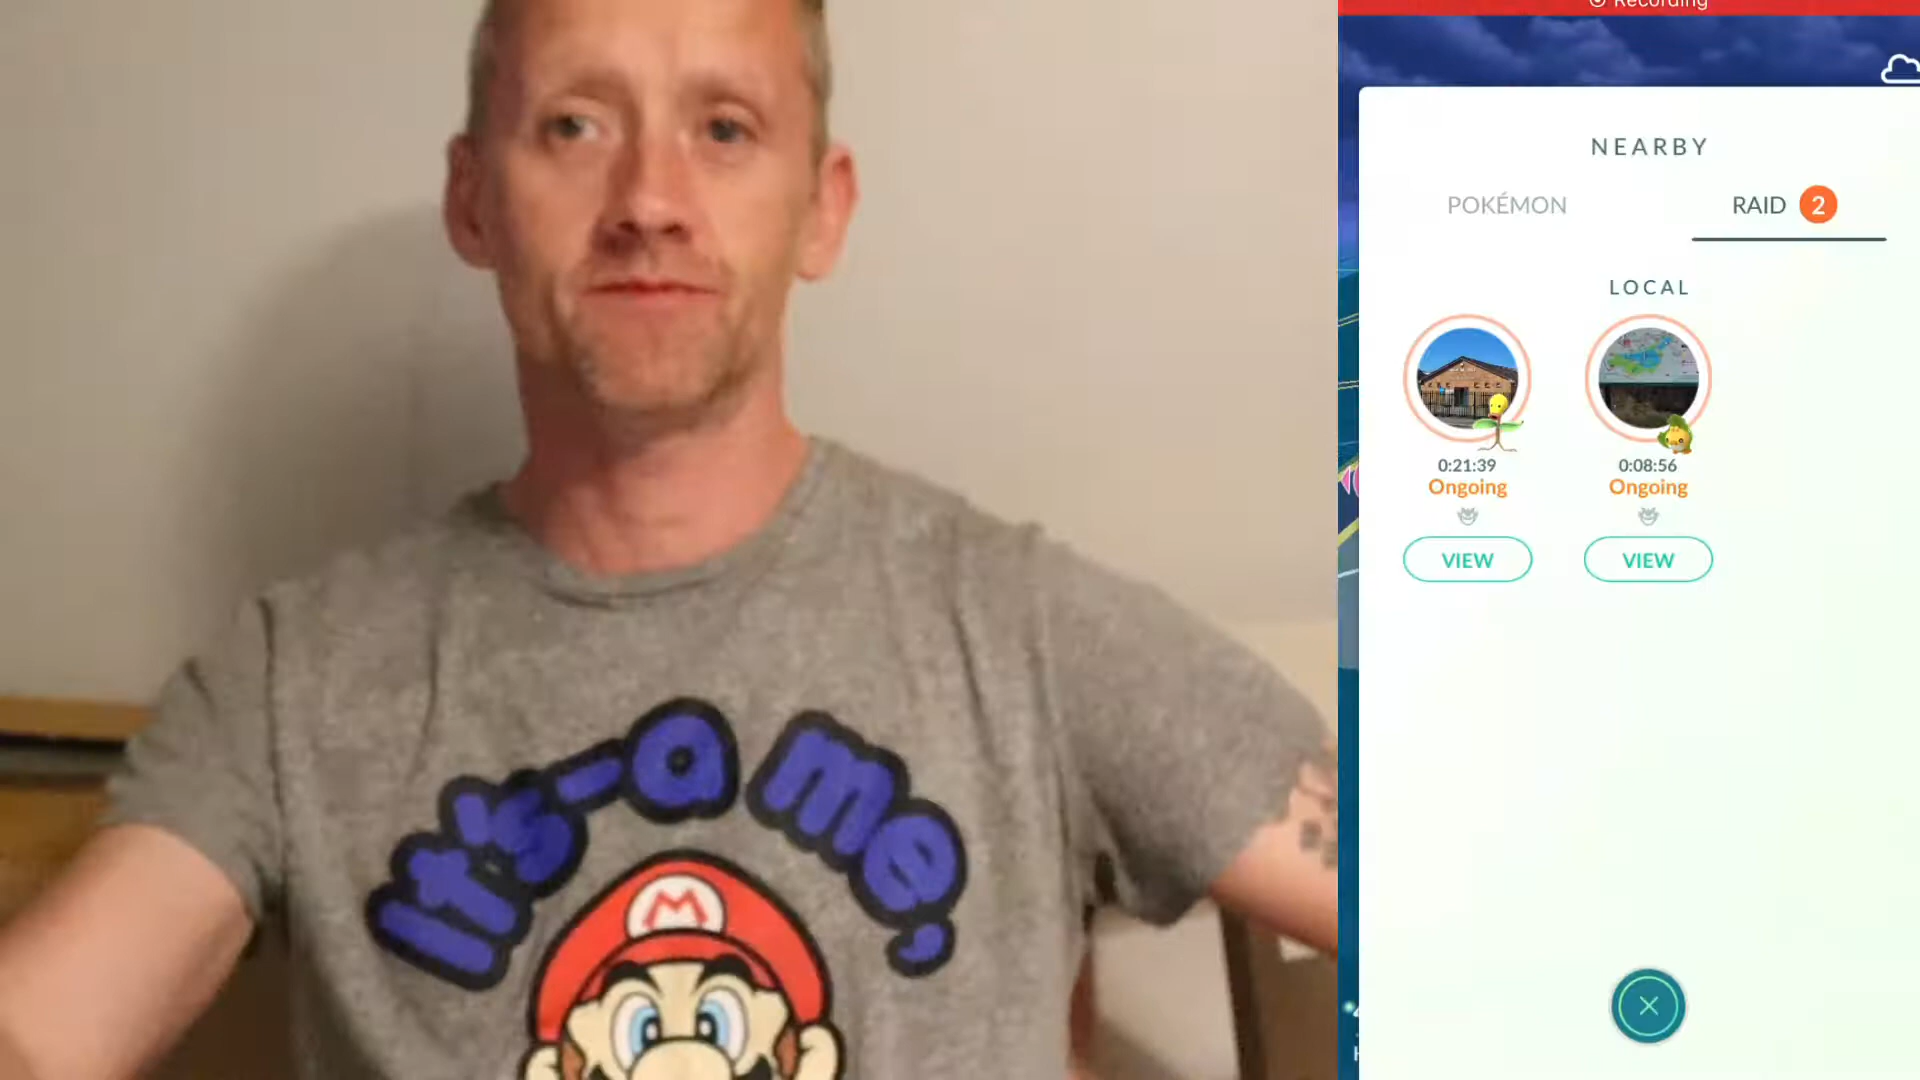 It's-a me,
M
Recording
NEARBY
POKÉMON
RAID 2
LOCAL
0:21:39
Ongoing
VIEW
0:08:56
Ongoing
VIEW